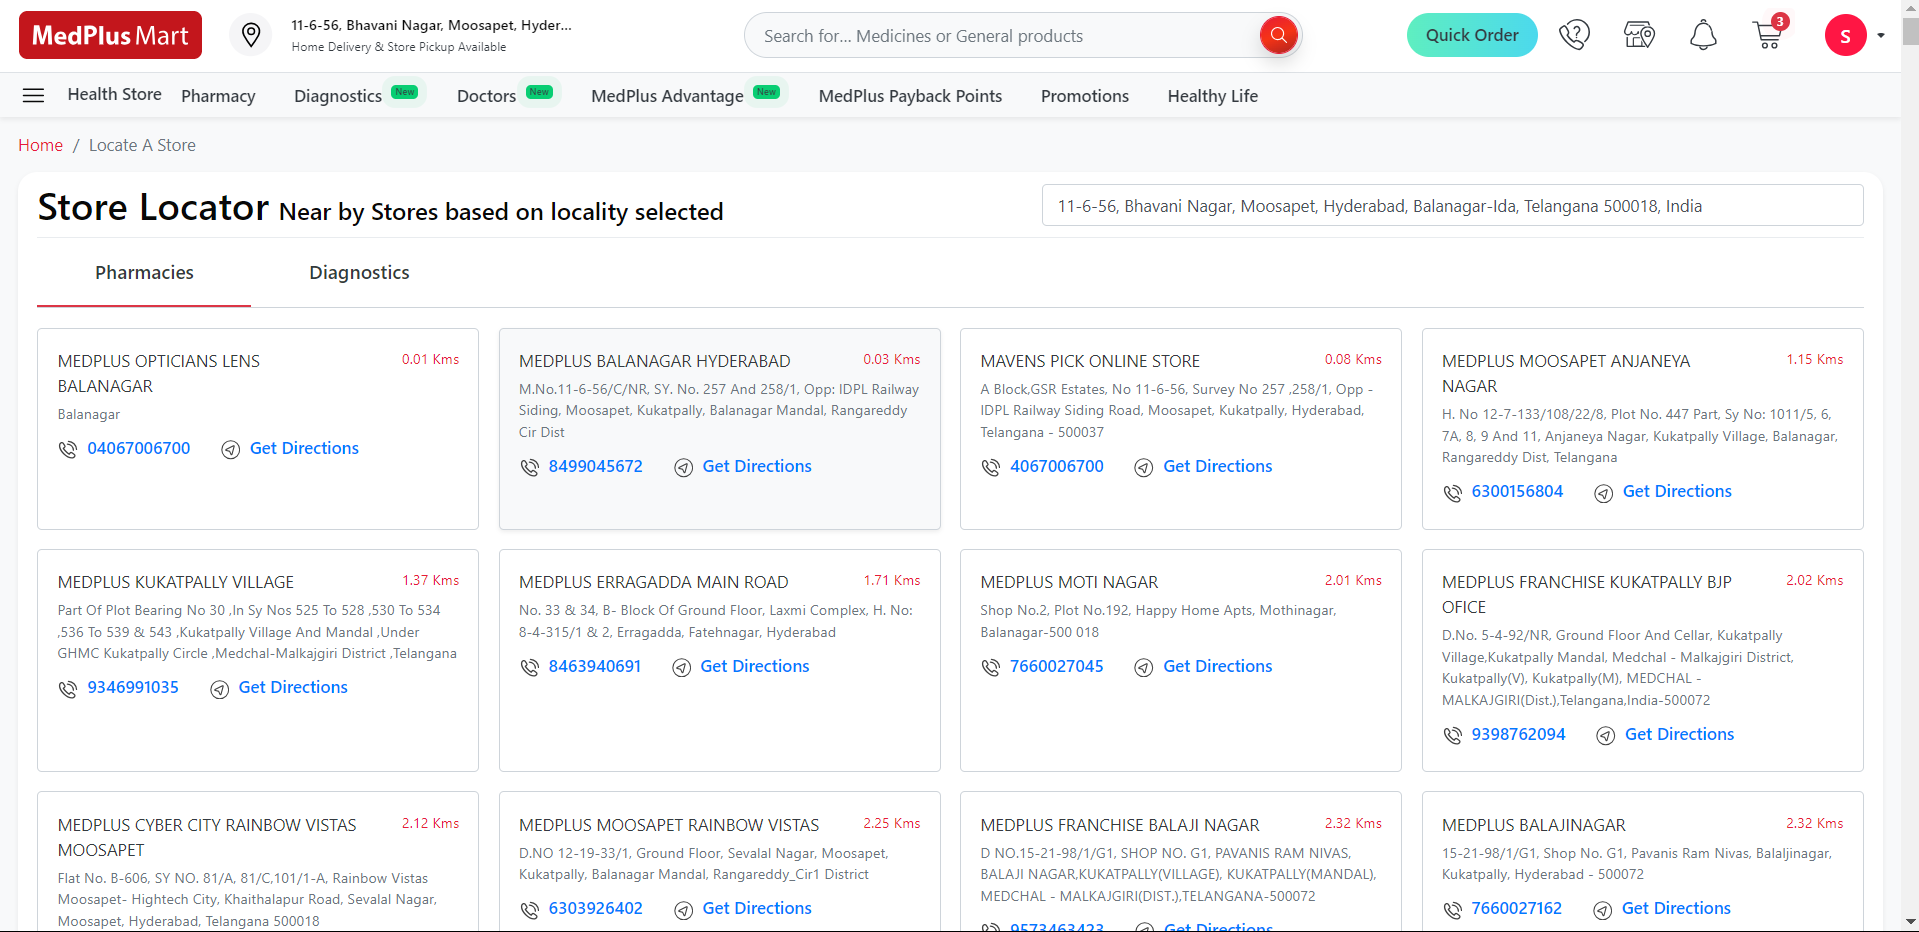 MedPlus Mart
11-6-56, Bhavani Nagar, Moosapet, Hyder...
Home Delivery & Store Pickup Available
Search for... Medicines or General products
Quick Order
3
S
Health Store
Pharmacy
Diagnostics New
Doctors New
MedPlus Advantage New
MedPlus Payback Points
Promotions
Healthy Life
Home / Locate A Store
Store Locator Near by Stores based on locality selected
11-6-56, Bhavani Nagar, Moosapet, Hyderabad, Balanagar-Ida, Telangana 500018, India
Pharmacies
Diagnostics
MEDPLUS OPTICIANS LENS
BALANAGAR
0.01 Kms
Balanagar
04067006700 Get Directions
MEDPLUS BALANAGAR HYDERABAD
0.03 Kms
M.No.11-6-56/C/NR, SY. No. 257 And 258/1, Opp: IDPL Railway
Siding, Moosapet, Kukatpally, Balanagar Mandal, Rangareddy
Cir Dist
8499045672 Get Directions
MAVENS PICK ONLINE STORE
0.08 Kms
A Block,GSR Estates, No 11-6-56, Survey No 257 ,258/1, Opp -
IDPL Railway Siding Road, Moosapet, Kukatpally, Hyderabad,
Telangana - 500037
4067006700 Get Directions
MEDPLUS MOOSAPET ANJANEYA
NAGAR
1.15 Kms
H. No 12-7-133/108/22/8, Plot No. 447 Part, Sy No: 1011/5, 6,
7A, 8, 9 And 11, Anjaneya Nagar, Kukatpally Village, Balanagar,
Rangareddy Dist, Telangana
6300156804 Get Directions
MEDPLUS KUKATPALLY VILLAGE
1.37 Kms
Part Of Plot Bearing No 30 ,In Sy Nos 525 To 528 ,530 To 534
,536 To 539 & 543 ,Kukatpally Village And Mandal ,Under
GHMC Kukatpally Circle ,Medchal-Malkajgiri District ,Telangana
9346991035 Get Directions
MEDPLUS ERRAGADDA MAIN ROAD
1.71 Kms
No. 33 & 34, B- Block Of Ground Floor, Laxmi Complex, H. No:
8-4-315/1 & 2, Erragadda, Fatehnagar, Hyderabad
8463940691 Get Directions
MEDPLUS MOTI NAGAR
2.01 Kms
Shop No.2, Plot No.192, Happy Home Apts, Mothinagar,
Balanagar-500 018
7660027045 Get Directions
MEDPLUS FRANCHISE KUKATPALLY BJP
OFICE
2.02 Kms
D.No. 5-4-92/NR, Ground Floor And Cellar, Kukatpally
Village,Kukatpally Mandal, Medchal - Malkajgiri District,
Kukatpally(V), Kukatpally(M), MEDCHAL -
MALKAJGIRI(Dist.),Telangana,India-500072
9398762094 Get Directions
MEDPLUS CYBER CITY RAINBOW VISTAS
MOOSAPET
2.12 Kms
Flat No. B-606, SY NO. 81/A, 81/C,101/1-A, Rainbow Vistas
Moosapet- Hightech City, Khaithalapur Road, Sevalal Nagar,
Moosapet, Hyderabad, Telangana 500018
MEDPLUS MOOSAPET RAINBOW VISTAS
2.25 Kms
D.NO 12-19-33/1, Ground Floor, Sevalal Nagar, Moosapet,
Kukatpally, Balanagar Mandal, Rangareddy_Cir1 District
6303926402 Get Directions
MEDPLUS FRANCHISE BALAJI NAGAR
2.32 Kms
D NO.15-21-98/1/G1, SHOP NO. G1, PAVANIS RAM NIVAS,
BALAJI NAGAR,KUKATPALLY(VILLAGE), KUKATPALLY(MANDAL),
MEDCHAL - MALKAJGIRI(DIST.),TELANGANA-500072
9573463423 Get Directions
MEDPLUS BALAJINAGAR
2.32 Kms
15-21-98/1/G1, Shop No. G1, Pavanis Ram Nivas, Balaljinagar,
Kukatpally, Hyderabad - 500072
7660027162 Get Directions